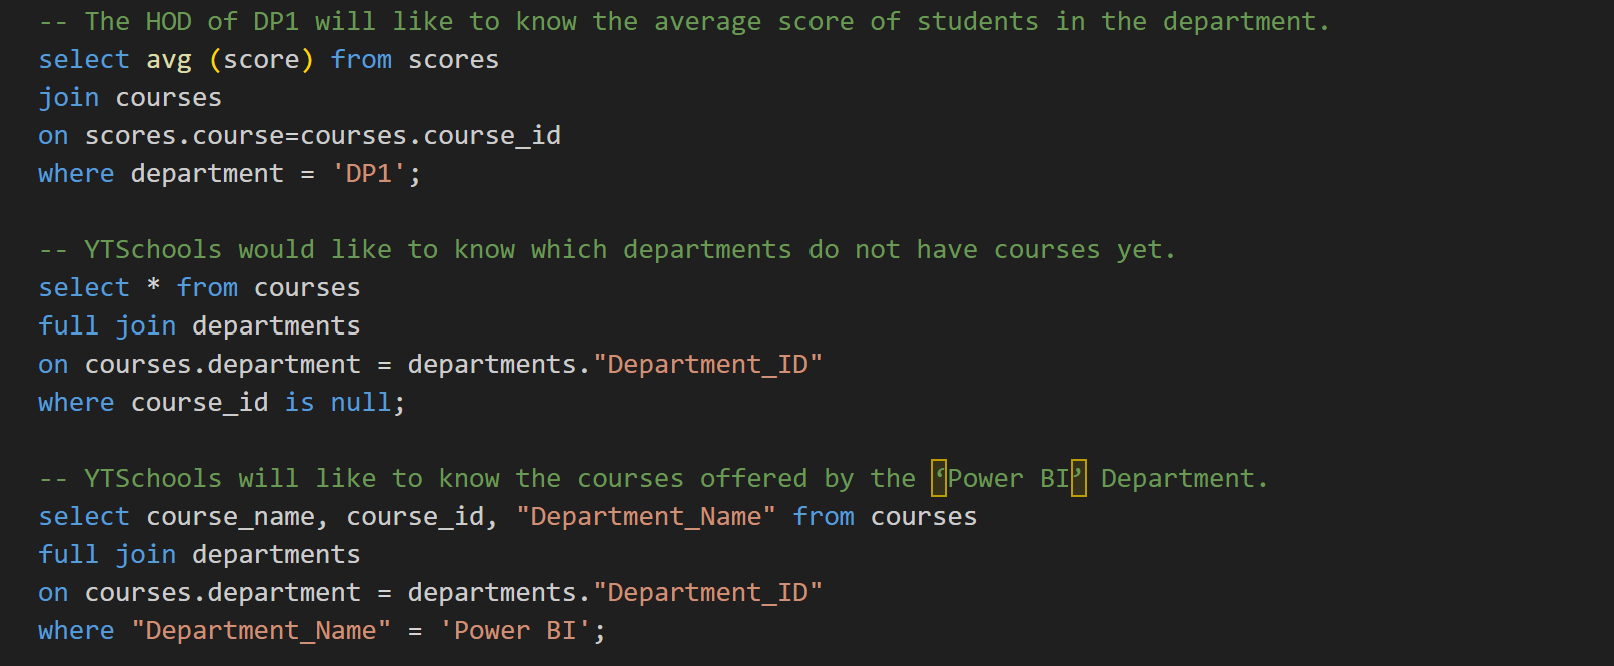 -- The HOD of DP1 will like to know the average score of students in the department.
select avg (score) from scores
join courses
on scores.course=courses.course_id
where department = 'DP1';
-- YTSchools would like to know which departments do not have courses yet.
select * from courses
full join departments
on courses.department = departments."Department_ID"
where course_id is null;
-- YTSchools will like to know the courses offered by the ‘Power BI’ Department.
select course_name, course_id, "Department_Name" from courses
full join departments
on courses.department = departments."Department_ID"
where "Department_Name" = 'Power BI';